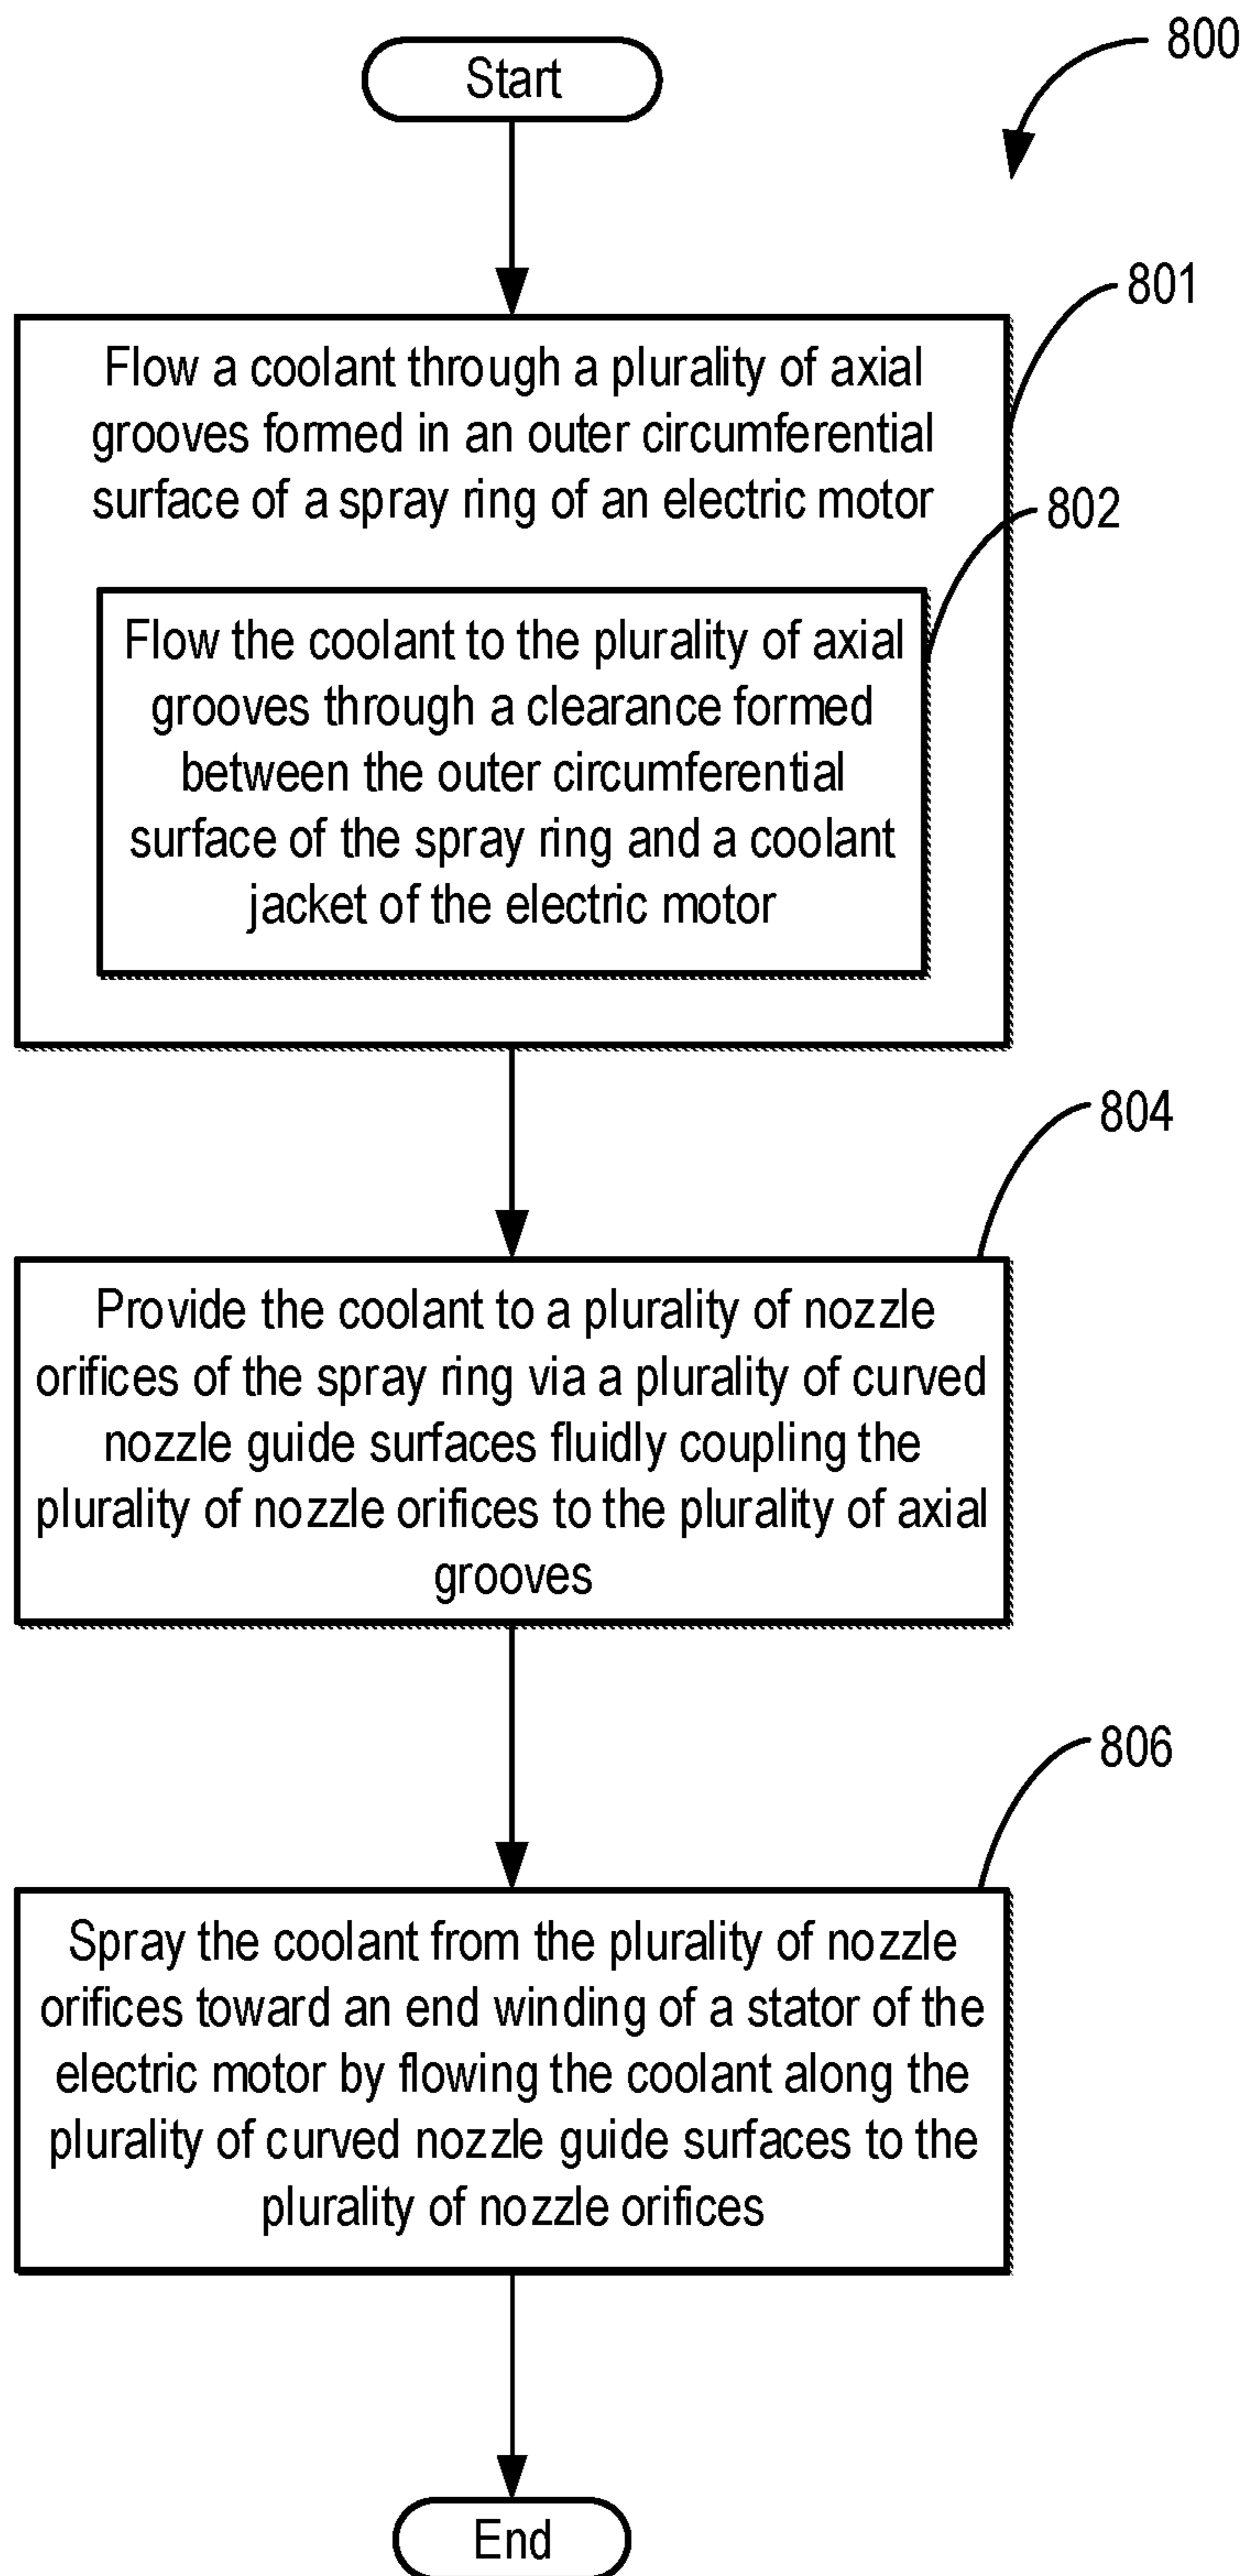 800
Start
801
Flow a coolant through a plurality of axial
grooves formed in an outer circumferential
surface of a spray ring of an electric motor
802
Flow the coolant to the plurality of axial
grooves through a clearance formed
between the outer circumferential
surface of the spray ring and a coolant
jacket of the electric motor
804
Provide the coolant to a plurality of nozzle
orifices of the spray ring via a plurality of curved
nozzle guide surfaces fluidly coupling the
plurality of nozzle orifices to the plurality of axial
grooves
806
Spray the coolant from the plurality of nozzle
orifices toward an end winding of a stator of the
electric motor by flowing the coolant along the
plurality of curved nozzle guide surfaces to the
plurality of nozzle orifices
End